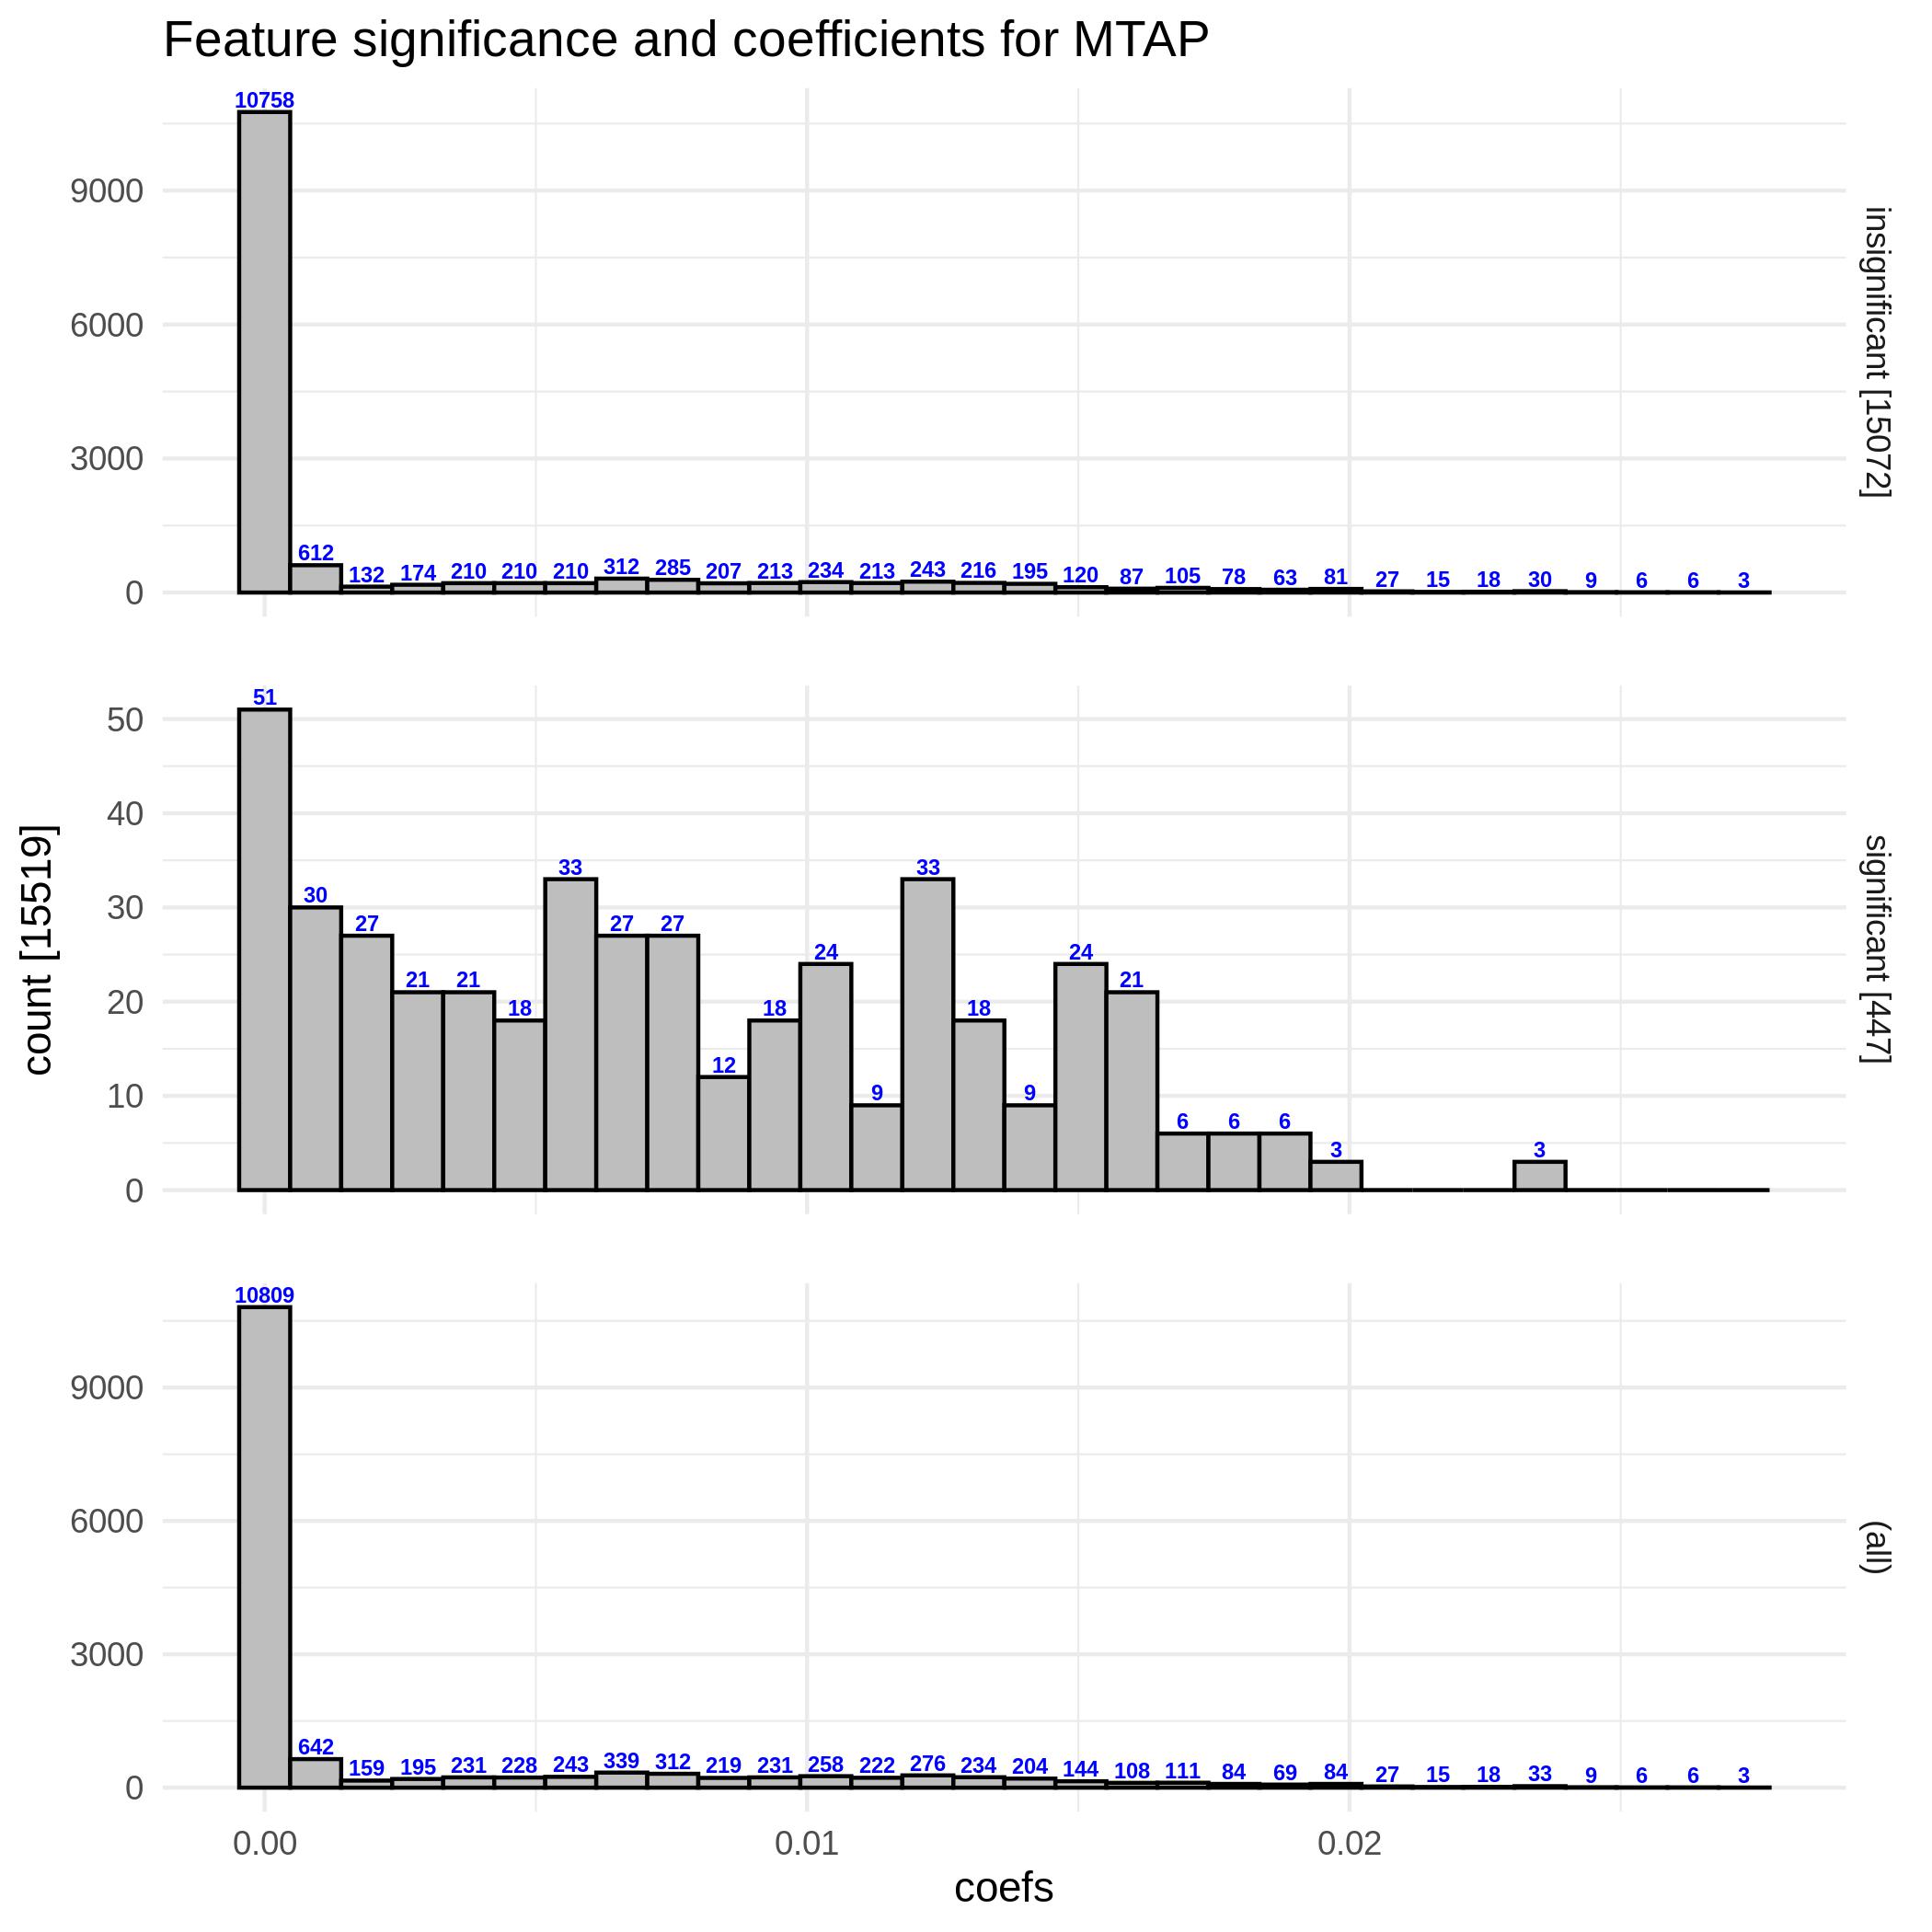 Feature significance and coefficients for MTAP
10758
9000
6000
3000
0
612 132 174 210 210 210 312 285 207 213 234 213 243 216 195 120 87 105 78 63 81 27 15 18 30 9 6 6 3
insignificant [15072]
count [15519]
50
40
30
20
10
0
51 30 27 21 21 18 33 27 27 12 18 24 9 33 18 9 24 21 6 6 6 3 3
significant [447]
10809
9000
6000
3000
0
642 159 195 231 228 243 339 312 219 231 258 222 276 234 204 144 108 111 84 69 84 27 15 18 33 9 6 6 3
(all)
0.00 0.01 0.02
coefs